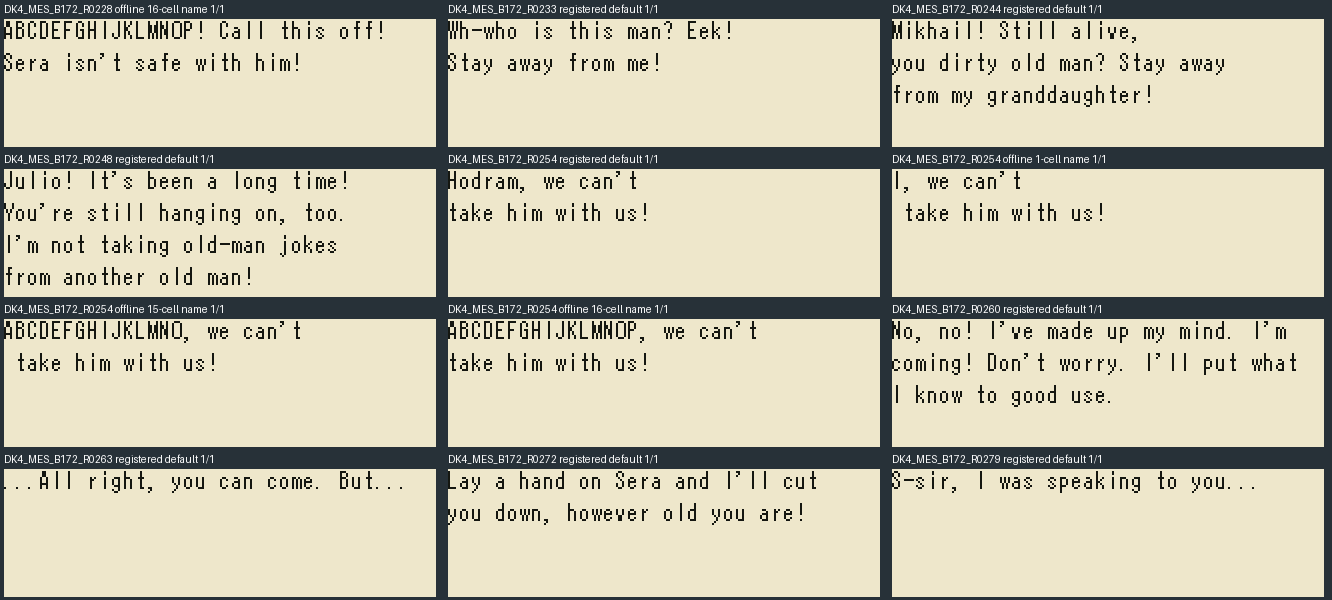 DK4_MES_B172_R0228 offline 16-cell name 1/1
ABCDEFGHIJKLMNOP! Call this off!
Sera isn't safe with him!
DK4_MES_B172_R0233 registered default 1/1
Wh-who is this man? Eek!
Stay away from me!
DK4_MES_B172_R0244 registered default 1/1
Mikhail! Still alive,
you dirty old man? Stay away
from my granddaughter!
DK4_MES_B172_R0248 registered default 1/1
Julio! It's been a long time!
You're still hanging on, too.
I'm not taking old-man jokes
from another old man!
DK4_MES_B172_R0254 registered default 1/1
Hodram, we can't
take him with us!
DK4_MES_B172_R0254 offline 1-cell name 1/1
I, we can't
take him with us!
DK4_MES_B172_R0254 offline 15-cell name 1/1
ABCDEFGHIJKLMNO, we can't
take him with us!
DK4_MES_B172_R0254 offline 16-cell name 1/1
ABCDEFGHIJKLMNOP, we can't
take him with us!
DK4_MES_B172_R0260 registered default 1/1
No, no! I've made up my mind. I'm
coming! Don't worry. I'll put what
I know to good use.
DK4_MES_B172_R0263 registered default 1/1
...All right, you can come. But...
DK4_MES_B172_R0272 registered default 1/1
Lay a hand on Sera and I'll cut
you down, however old you are!
DK4_MES_B172_R0279 registered default 1/1
S-sir, I was speaking to you...